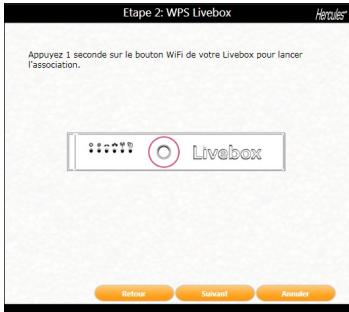 Etape 2: WPS Livebox
Hercules
Appuyez 1 seconde sur le bouton WiFi de votre Livebox pour lancer
l'association.
Livebox
Retour
Suivant
Annuler